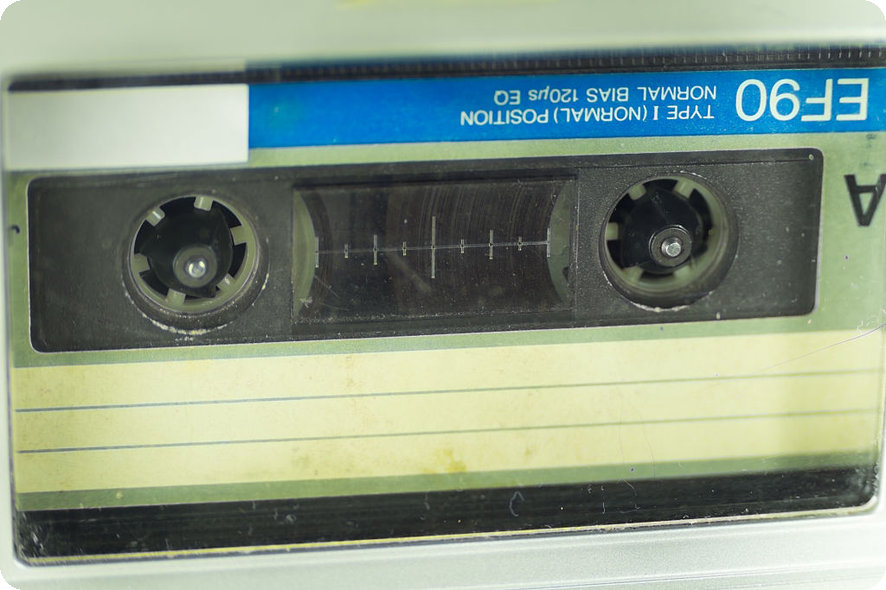 EF90
TYPE I (NORMAL) POSITION
NORMAL BIAS 120μs EQ
A